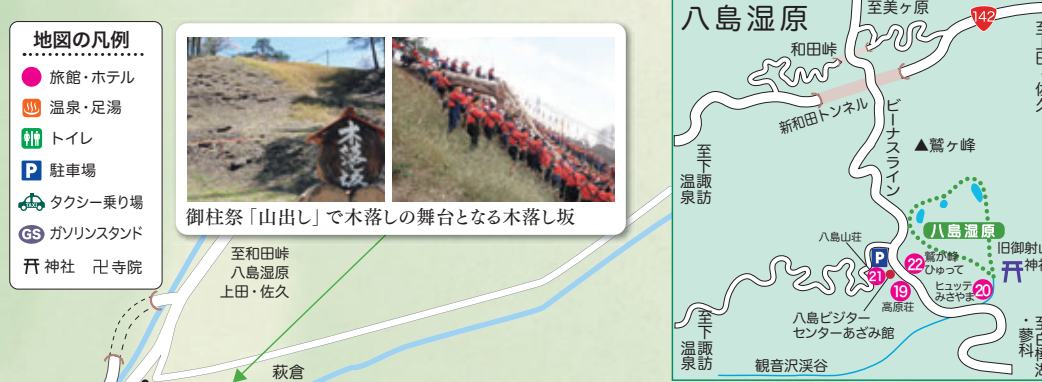 地図の凡例
旅館・ホテル
温泉・足湯
トイレ
P 駐車場
タクシー乗り場
GS ガソリンスタンド
神社 卍寺院
木落し坂
御柱祭「山出し」で木落しの舞台となる木落し坂
至和田峠
八島湿原
上田・佐久
萩倉
八島湿原
至美ヶ原
142
和田峠
新和田トンネル
ビーナスライン
▲鷲ヶ峰
至下諏訪
温泉
八島湿原
八島山荘
P
21
22
鷲が峰
ひゅって
19
高原荘
ヒュッテ
みさやま
20
旧御射山
神社
八島ビジター
センターあざみ館
至下諏訪
温泉
観音沢渓谷
・蓼科